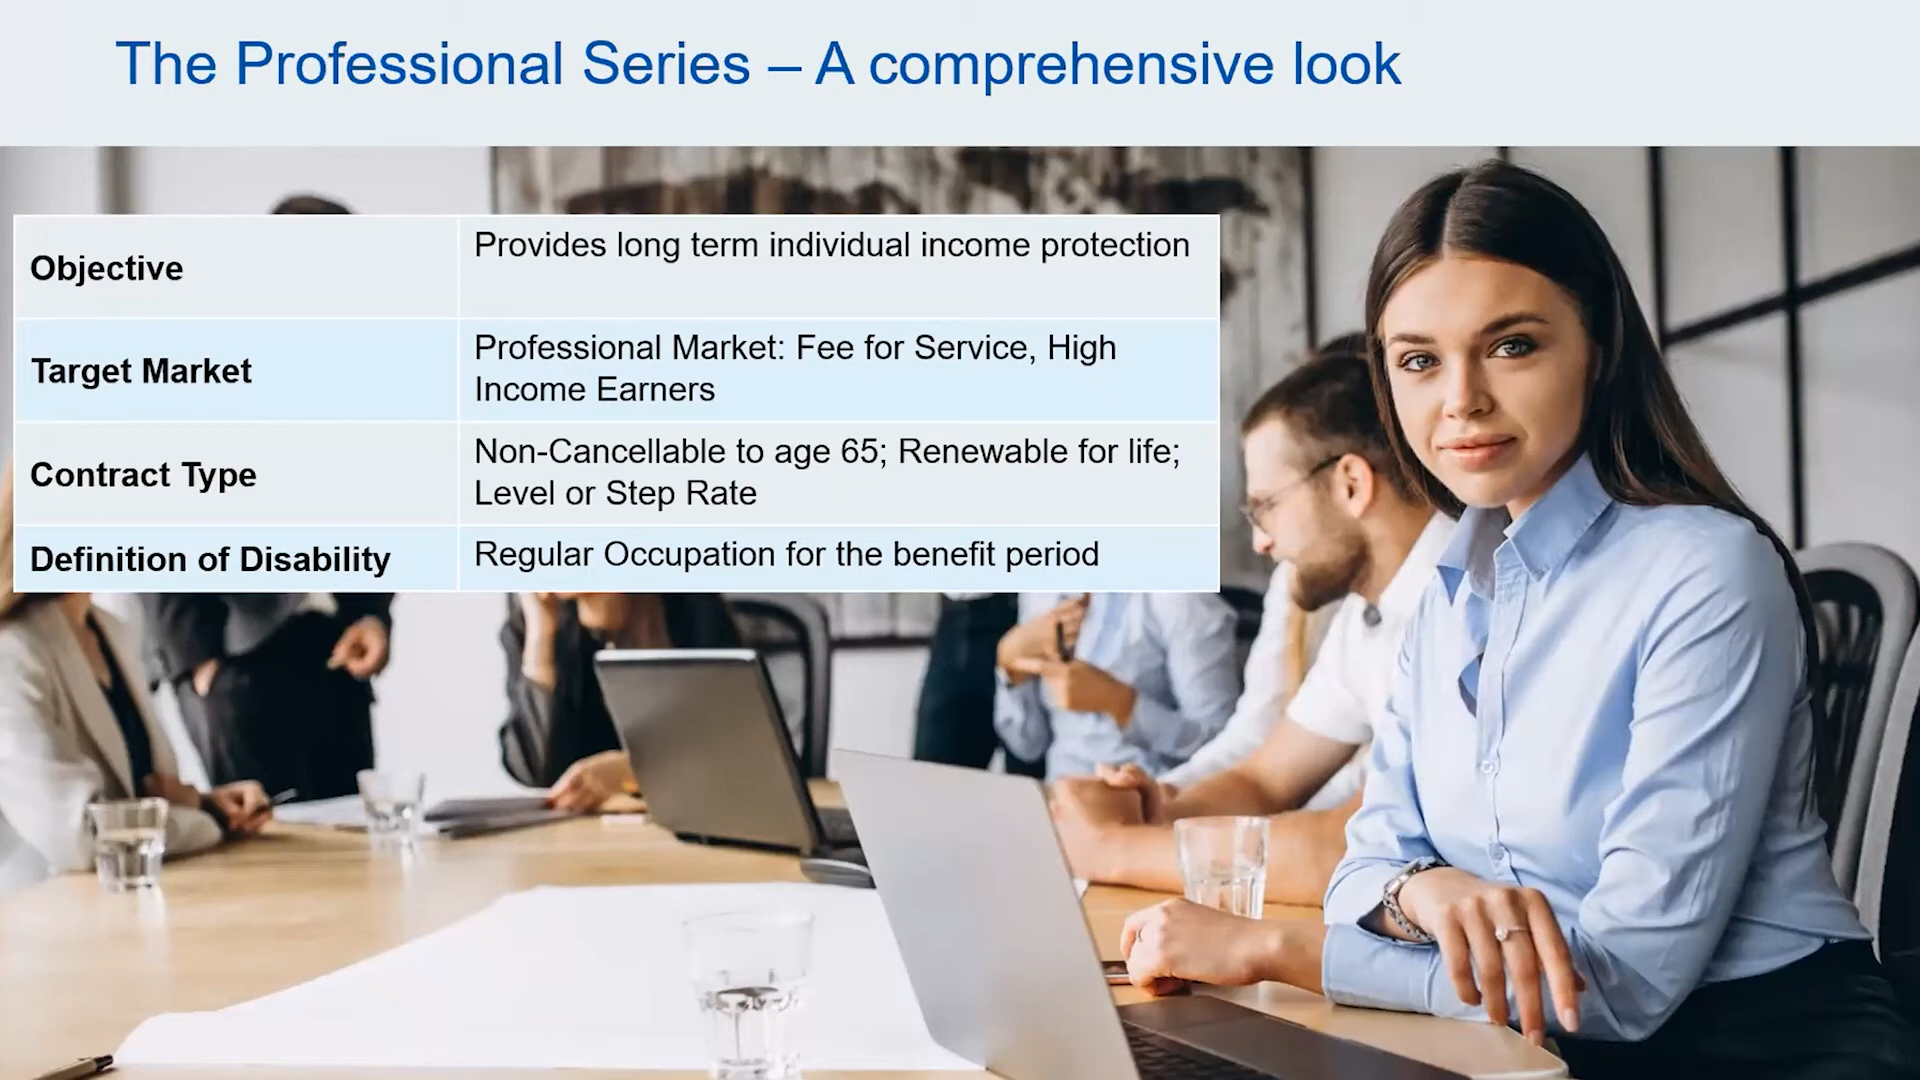 The Professional Series – A comprehensive look
Objective
Provides long term individual income protection
Target Market
Professional Market: Fee for Service, High
Income Earners
Contract Type
Non-Cancellable to age 65; Renewable for life;
Level or Step Rate
Definition of Disability
Regular Occupation for the benefit period